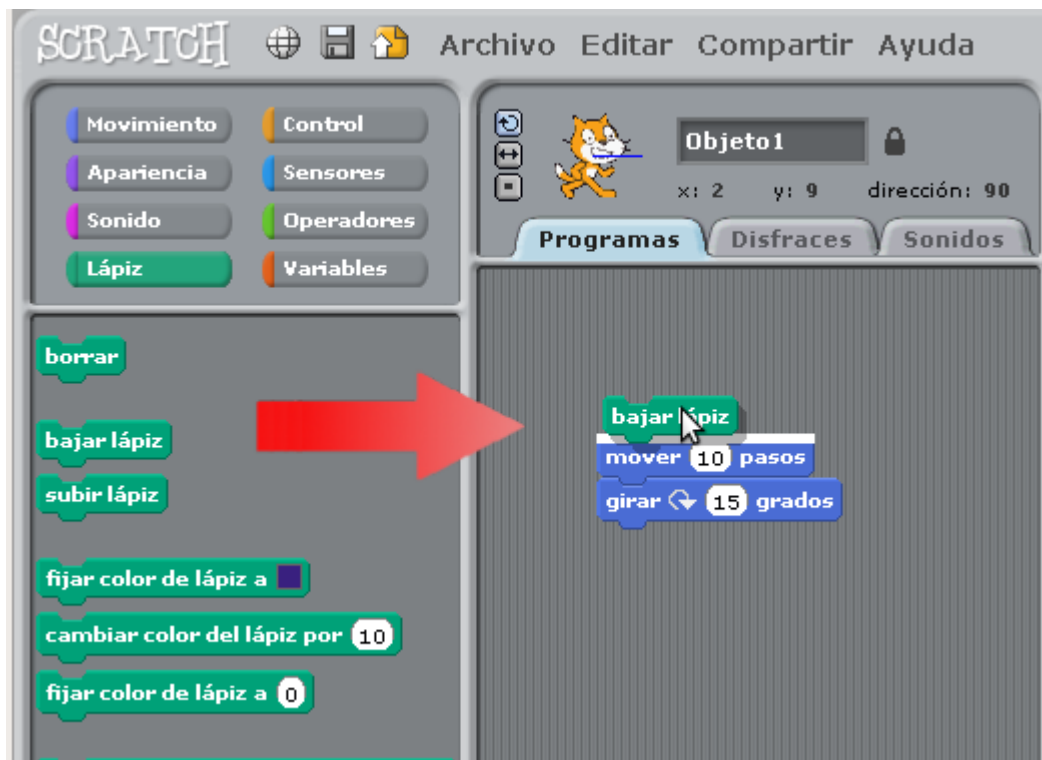 SCRATCH Archivo Editar Compartir Ayuda
Movimiento Control
Apariencia Sensores
Sonido Operadores
Lápiz Variables
Objeto1
x: 2 y: 9 dirección: 90
Programas Disfraces Sonidos
borrar
bajar lápiz
subir lápiz
fijar color de lápiz a
cambiar color del lápiz por 10
fijar color de lápiz a 0
bajar lápiz
mover 10 pasos
girar 15 grados